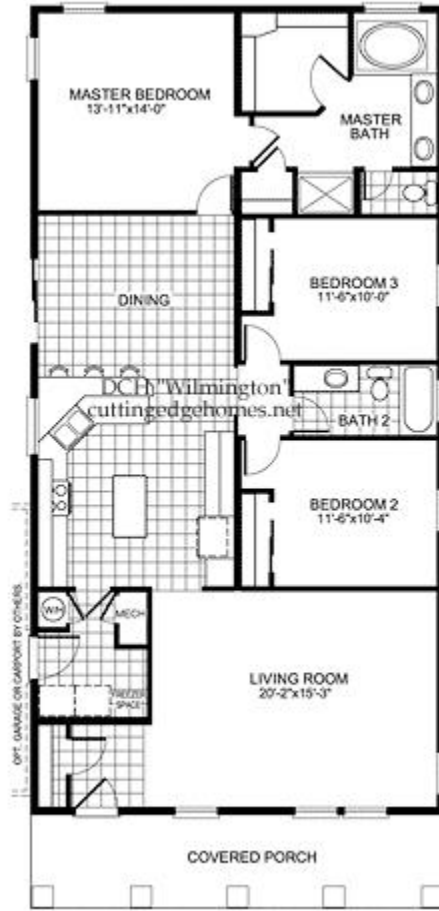 MASTER BEDROOM
13'-11"x14'-0"
MASTER
BATH
DINING
BEDROOM 3
11'-6"x10'-0"
DCH "Wilmington"
cuttingedgehomes.net
BATH 2
BEDROOM 2
11'-6"x10'-4"
W/H
MECH
OPT. GARAGE OR CARPORT BY OTHERS
FREEZER
SPACE
LIVING ROOM
20'-2"x15'-3"
COVERED PORCH